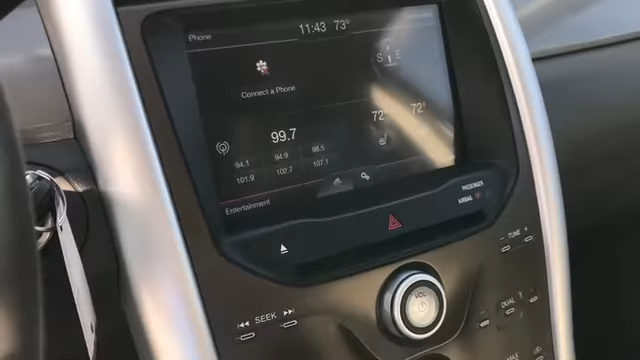 Phone
11:43 73°
S E
Connect a Phone
72° 72°
99.7
94.1 94.9 98.5
101.9 102.7 107.1
Entertainment
PASSENGER
AIRBAG
VOL
- TUNE +
SEEK
DUAL